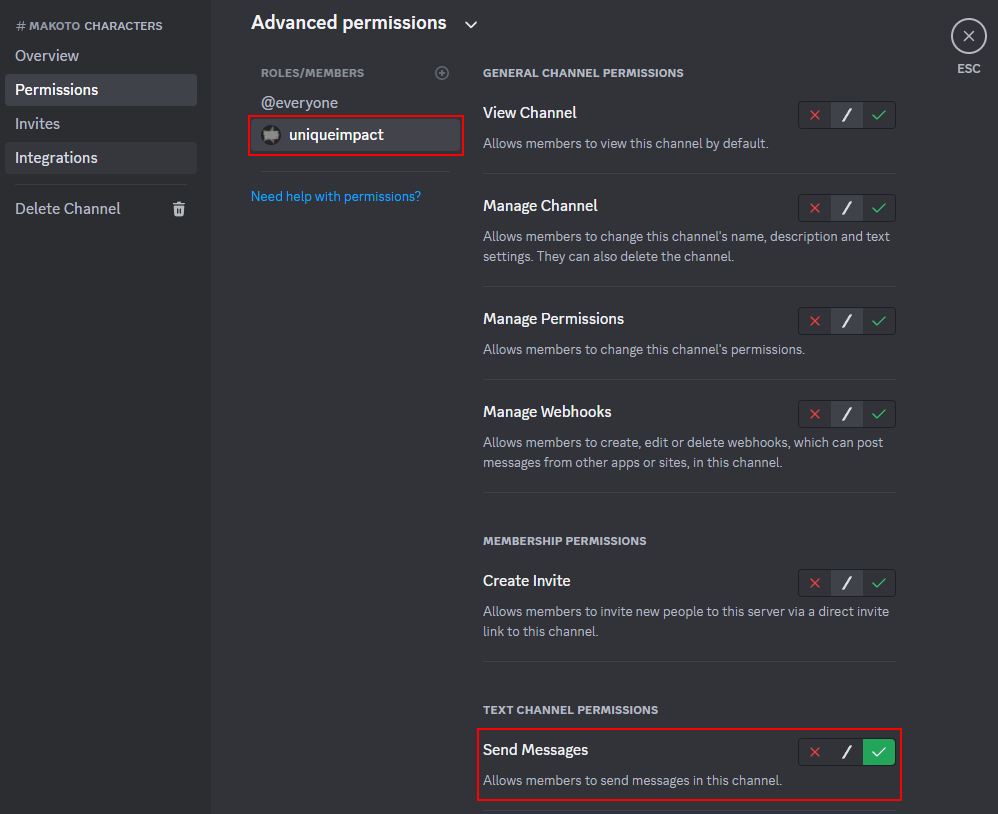 # MAKOTO CHARACTERS
Overview
Permissions
Invites
Integrations
Delete Channel
Advanced permissions
ROLES/MEMBERS
@everyone
uniqueimpact
Need help with permissions?
ESC
GENERAL CHANNEL PERMISSIONS
View Channel
Allows members to view this channel by default.
Manage Channel
Allows members to change this channel's name, description and text
settings. They can also delete the channel.
Manage Permissions
Allows members to change this channel's permissions.
Manage Webhooks
Allows members to create, edit or delete webhooks, which can post
messages from other apps or sites, in this channel.
MEMBERSHIP PERMISSIONS
Create Invite
Allows members to invite new people to this server via a direct invite
link to this channel.
TEXT CHANNEL PERMISSIONS
Send Messages
Allows members to send messages in this channel.